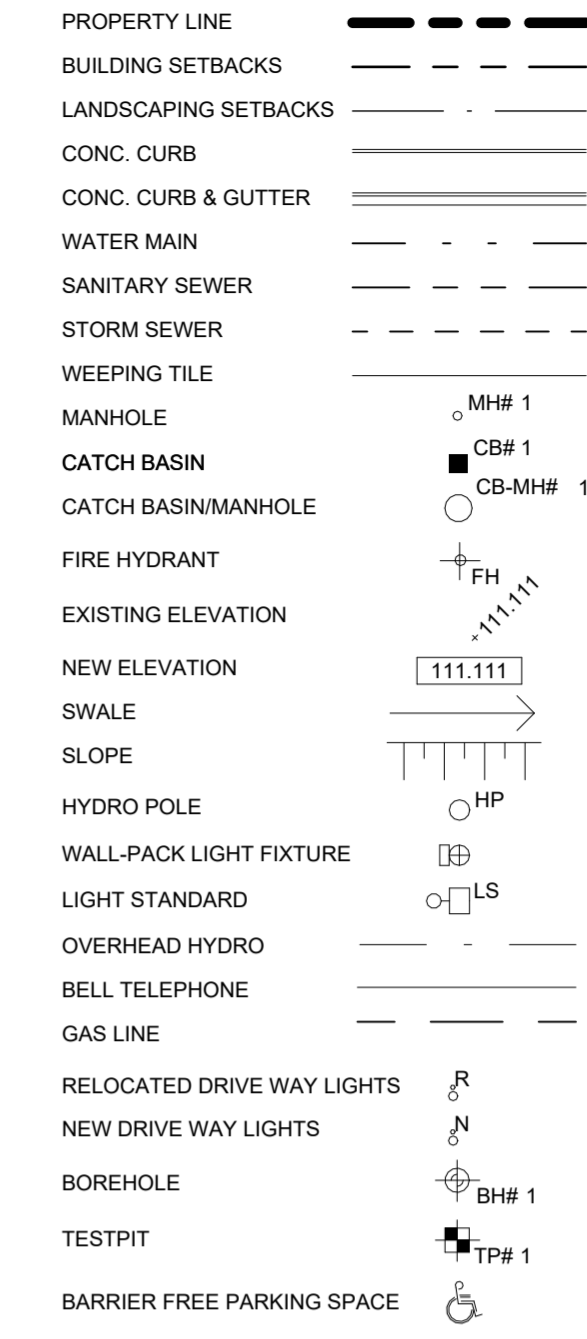 PROPERTY LINE
BUILDING SETBACKS
LANDSCAPING SETBACKS
CONC. CURB
CONC. CURB & GUTTER
WATER MAIN
SANITARY SEWER
STORM SEWER
WEEPING TILE
MANHOLE MH# 1
CATCH BASIN CB# 1
CATCH BASIN/MANHOLE CB-MH# 1
FIRE HYDRANT FH
EXISTING ELEVATION +111.111
NEW ELEVATION 111.111
SWALE
SLOPE
HYDRO POLE HP
WALL-PACK LIGHT FIXTURE
LIGHT STANDARD LS
OVERHEAD HYDRO
BELL TELEPHONE
GAS LINE
RELOCATED DRIVE WAY LIGHTS R
NEW DRIVE WAY LIGHTS N
BOREHOLE BH# 1
TESTPIT TP# 1
BARRIER FREE PARKING SPACE